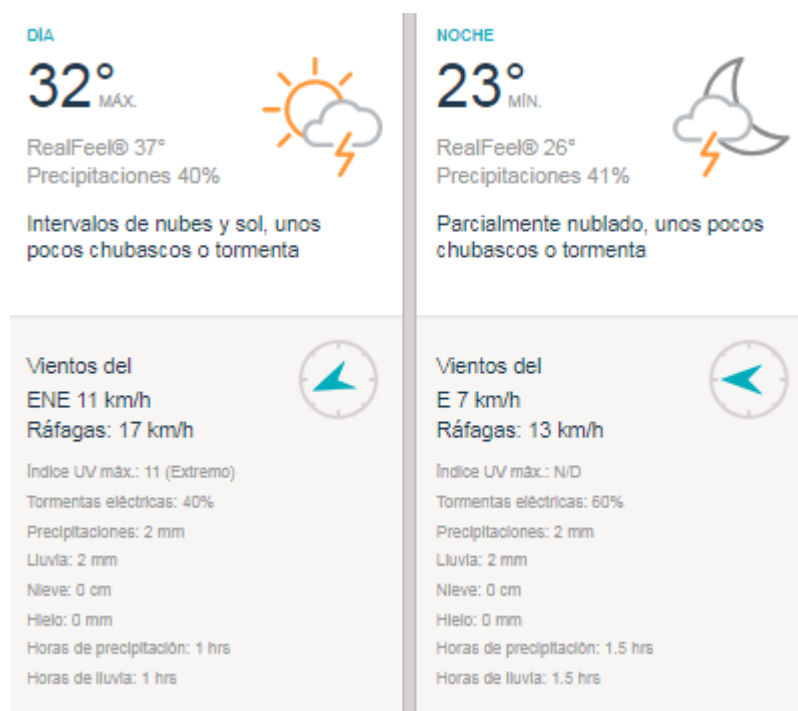 DÍA
32° MÁX.
RealFeel® 37°
Precipitaciones 40%
Intervalos de nubes y sol, unos
pocos chubascos o tormenta
Vientos del
ENE 11 km/h
Ráfagas: 17 km/h
Índice UV máx.: 11 (Extremo)
Tormentas eléctricas: 40%
Precipitaciones: 2 mm
Lluvia: 2 mm
Nieve: 0 cm
Hielo: 0 mm
Horas de precipitación: 1 hrs
Horas de lluvia: 1 hrs
NOCHE
23° MÍN.
RealFeel® 26°
Precipitaciones 41%
Parcialmente nublado, unos pocos
chubascos o tormenta
Vientos del
E 7 km/h
Ráfagas: 13 km/h
Índice UV máx.: N/D
Tormentas eléctricas: 60%
Precipitaciones: 2 mm
Lluvia: 2 mm
Nieve: 0 cm
Hielo: 0 mm
Horas de precipitación: 1.5 hrs
Horas de lluvia: 1.5 hrs